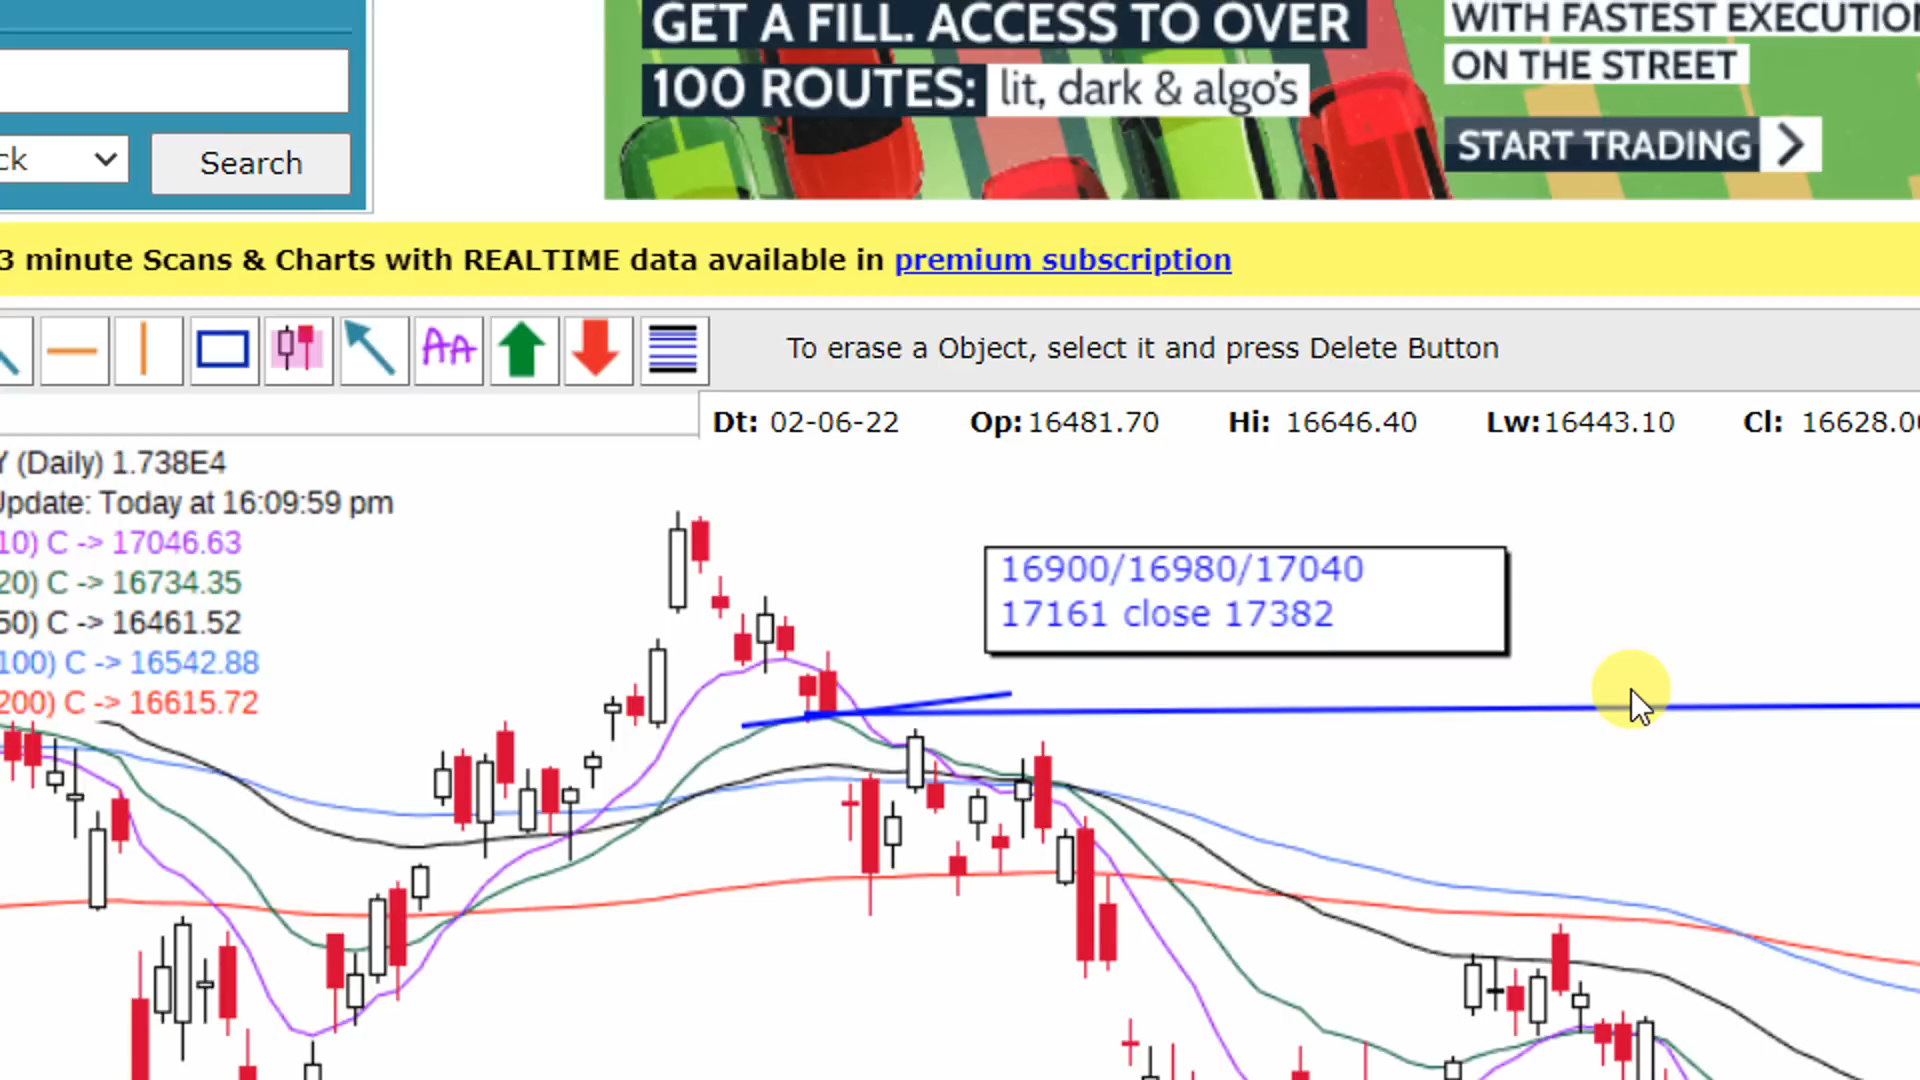 GET A FILL. ACCESS TO OVER
100 ROUTES: lit, dark & algo's
WITH FASTEST EXECUTION
ON THE STREET
START TRADING
ck
Search
3 minute Scans & Charts with REALTIME data available in premium subscription
AA
To erase a Object, select it and press Delete Button
Dt: 02-06-22 Op:16481.70 Hi: 16646.40 Lw:16443.10 Cl: 16628.0
Y (Daily) 1.738E4
Update: Today at 16:09:59 pm
10) C -> 17046.63
20) C -> 16734.35
50) C -> 16461.52
100) C -> 16542.88
200) C -> 16615.72
16900/16980/17040
17161 close 17382